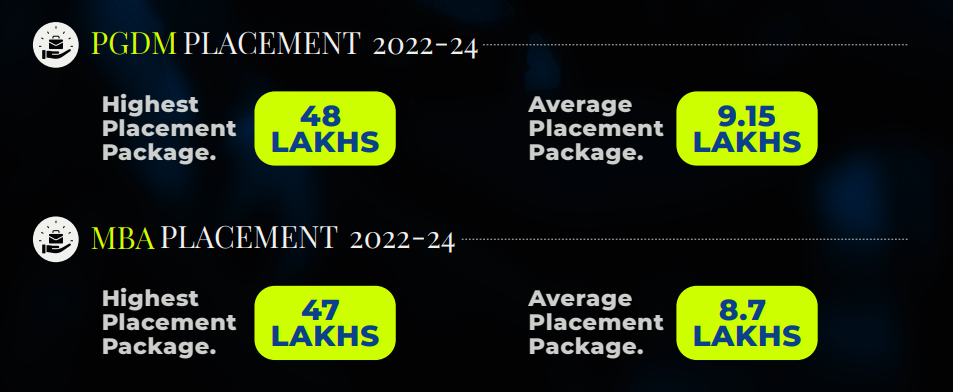 PGDM PLACEMENT 2022-24
Highest
Placement
Package.
48
LAKHS
Average
Placement
Package.
9.15
LAKHS
MBA PLACEMENT 2022-24
Highest
Placement
Package.
47
LAKHS
Average
Placement
Package.
8.7
LAKHS